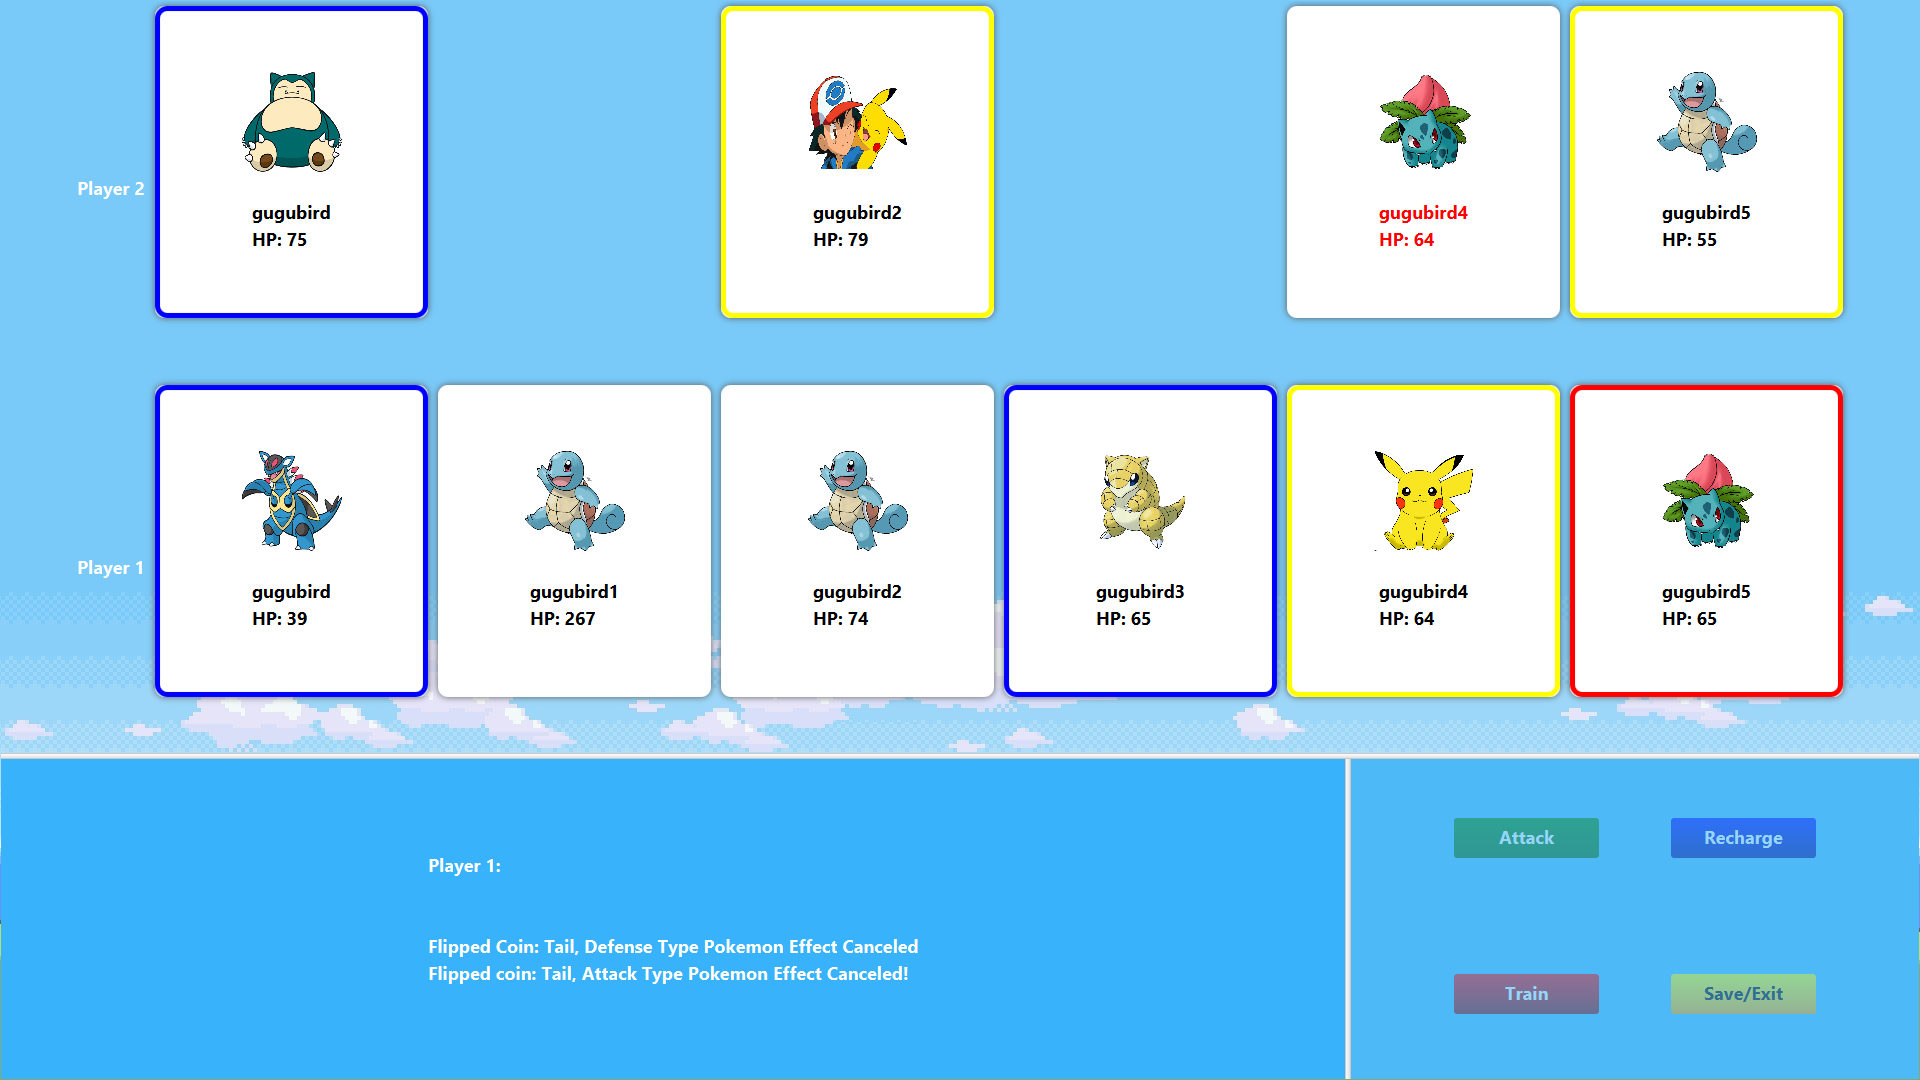 Player 2
gugubird
HP: 75
gugubird2
HP: 79
gugubird4
HP: 64
gugubird5
HP: 55
Player 1
gugubird
HP: 39
gugubird1
HP: 267
gugubird2
HP: 74
gugubird3
HP: 65
gugubird4
HP: 64
gugubird5
HP: 65
Player 1:
Flipped Coin: Tail, Defense Type Pokemon Effect Canceled
Flipped coin: Tail, Attack Type Pokemon Effect Canceled!
Attack
Recharge
Train
Save/Exit